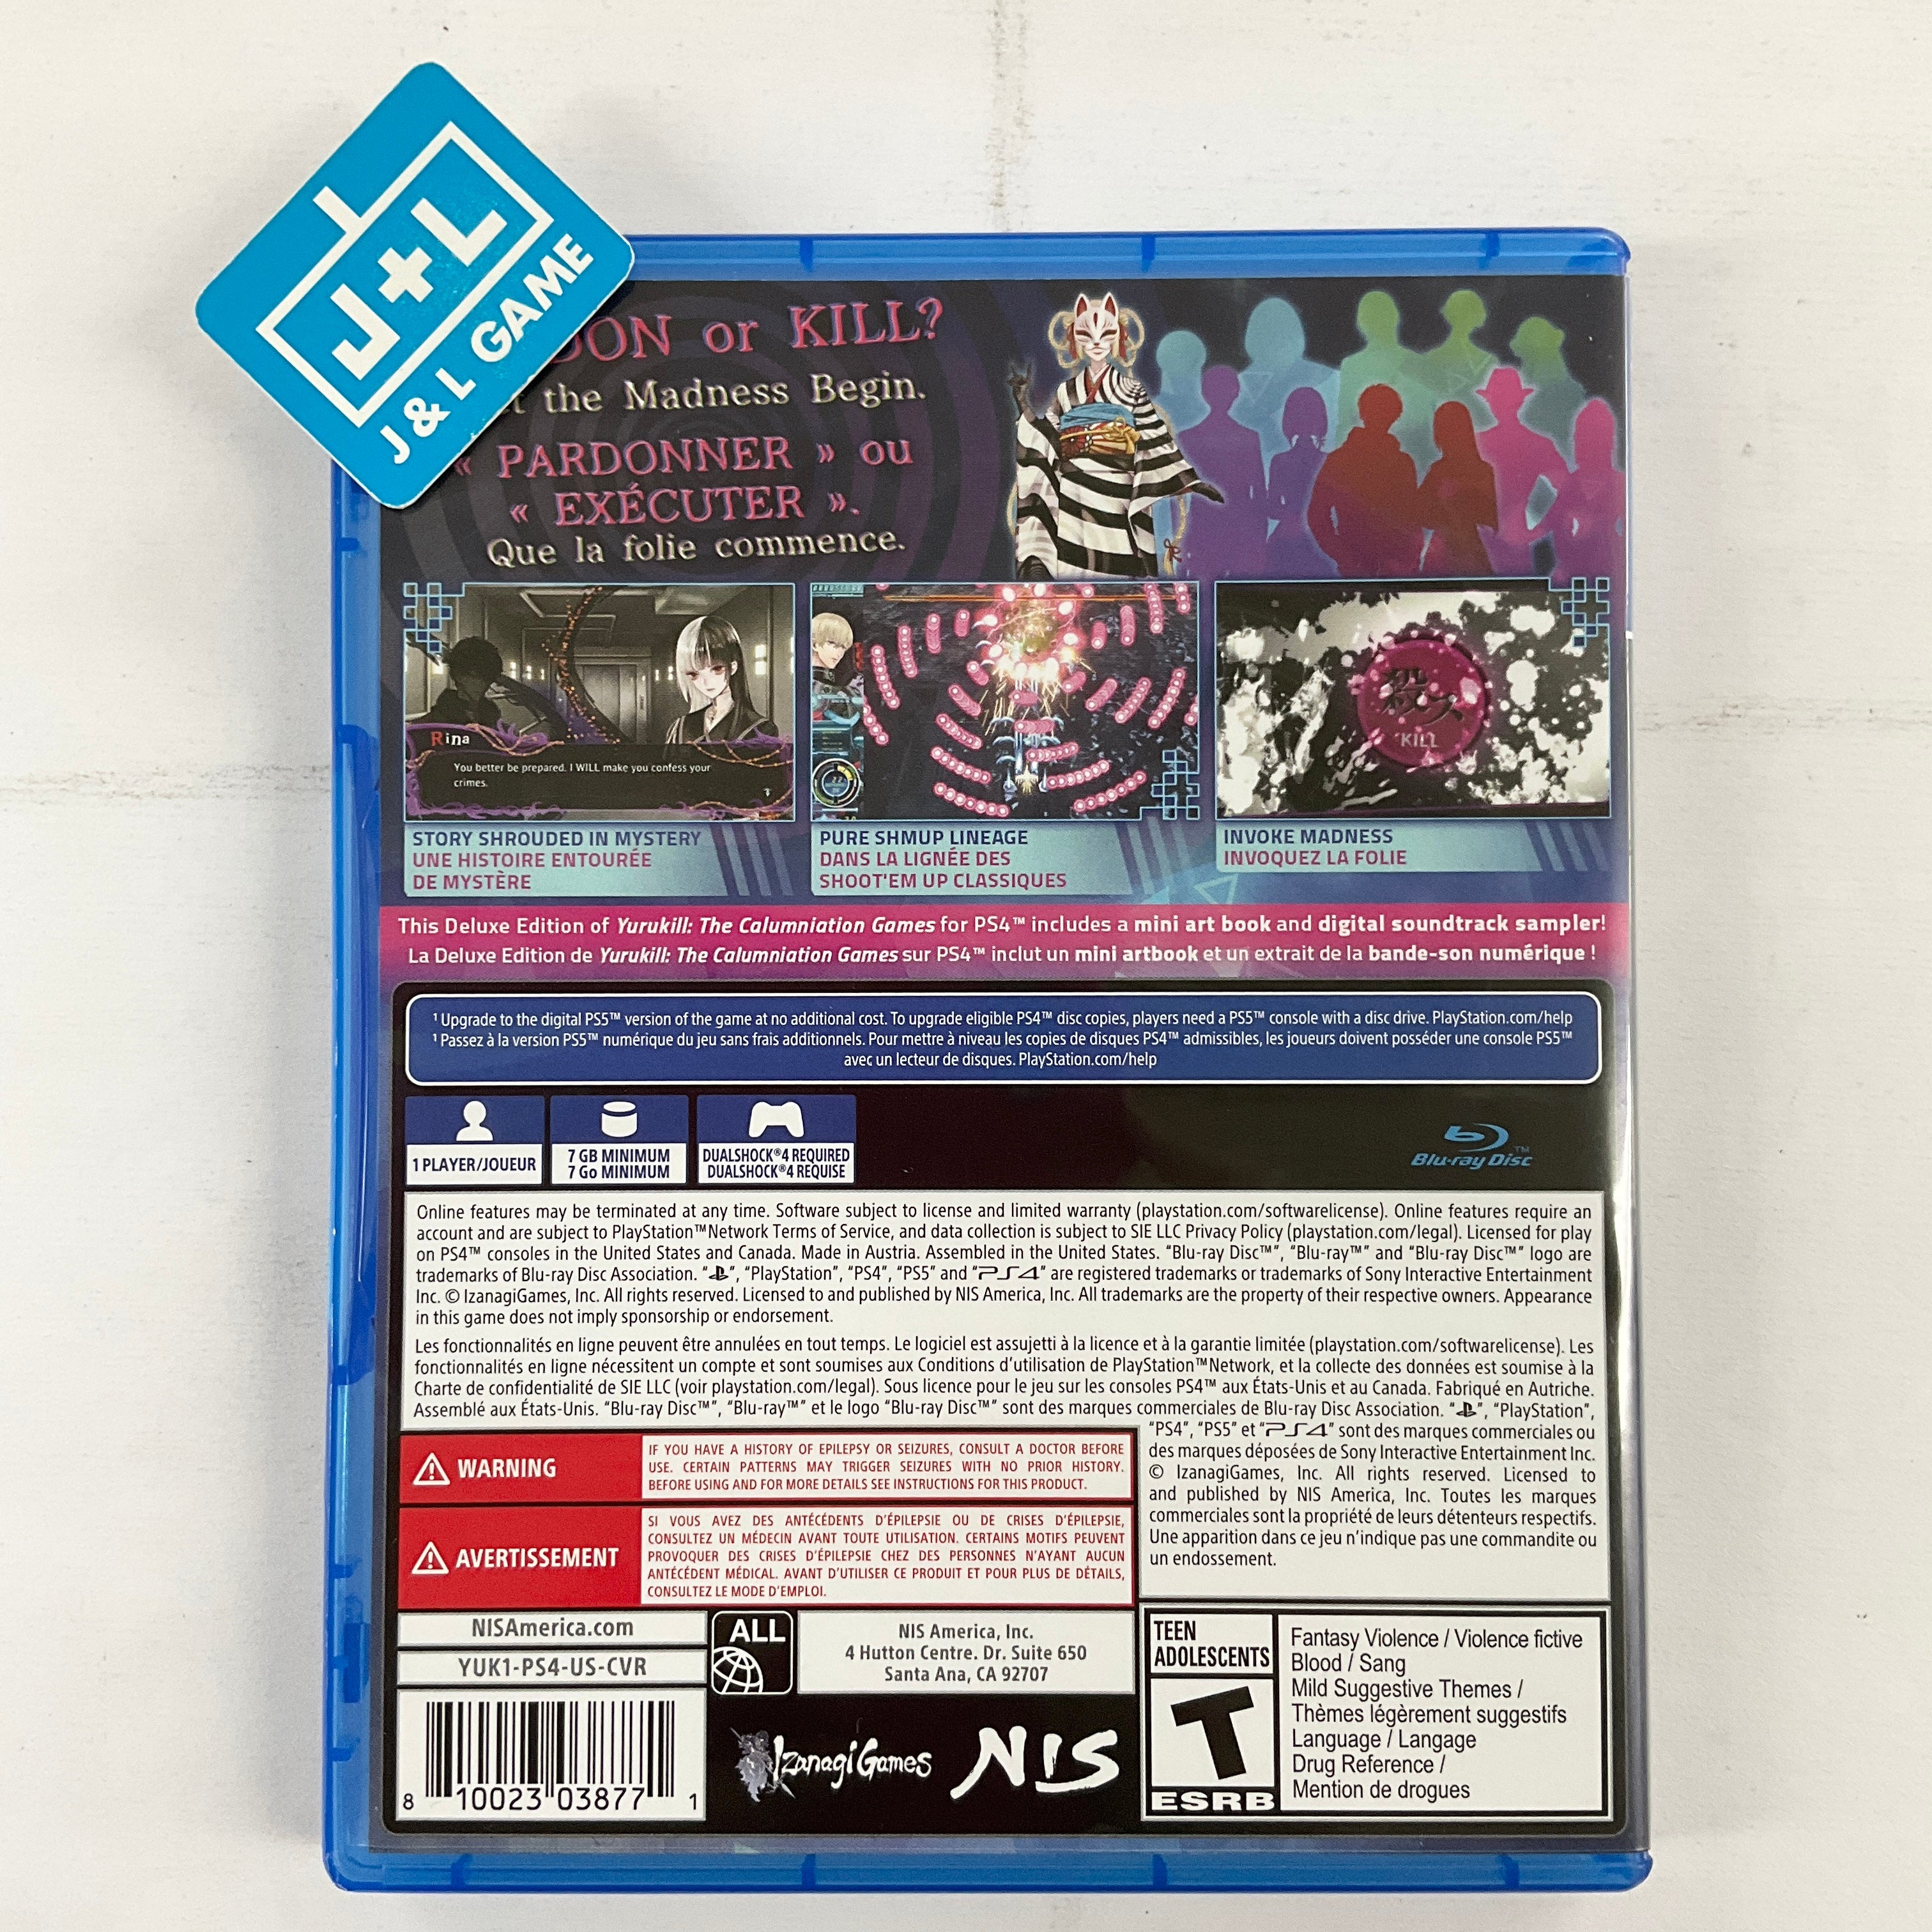 J+L
J & L GAME
or KILL?
the Madness Begin.
« PARDONNER » ou
« EXÉCUTER ».
Que la folie commence.
Rina
You better be prepared. I WILL make you confess your
crimes.
殺ス
KILL
STORY SHROUDED IN MYSTERY
UNE HISTOIRE ENTOURÉE
DE MYSTÈRE
PURE SHMUP LINEAGE
DANS LA LIGNÉE DES
SHOOT'EM UP CLASSIQUES
INVOKE MADNESS
INVOQUEZ LA FOLIE
This Deluxe Edition of Yurukill: The Calumniation Games for PS4™ includes a mini art book and digital soundtrack sampler!
La Deluxe Edition de Yurukill: The Calumniation Games sur PS4™ inclut un mini artbook et un extrait de la bande-son numérique !
¹ Upgrade to the digital PS5™ version of the game at no additional cost. To upgrade eligible PS4™ disc copies, players need a PS5™ console with a disc drive. PlayStation.com/help
¹ Passez à la version PS5™ numérique du jeu sans frais additionnels. Pour mettre à niveau les copies de disques PS4™ admissibles, les joueurs doivent posséder une console PS5™
avec un lecteur de disques. PlayStation.com/help
1 PLAYER/JOUEUR
7 GB MINIMUM
7 Go MINIMUM
DUALSHOCK®4 REQUIRED
DUALSHOCK®4 REQUISE
Blu-ray Disc™
Online features may be terminated at any time. Software subject to license and limited warranty (playstation.com/softwarelicense). Online features require an
account and are subject to PlayStation™Network Terms of Service, and data collection is subject to SIE LLC Privacy Policy (playstation.com/legal). Licensed for play
on PS4™ consoles in the United States and Canada. Made in Austria. Assembled in the United States. “Blu-ray Disc™”, “Blu-ray™” and “Blu-ray Disc™” logo are
trademarks of Blu-ray Disc Association. “”, “PlayStation”, “PS4”, “PS5” and “PS4” are registered trademarks or trademarks of Sony Interactive Entertainment
Inc. © IzanagiGames, Inc. All rights reserved. Licensed to and published by NIS America, Inc. All trademarks are the property of their respective owners. Appearance
in this game does not imply sponsorship or endorsement.
Les fonctionnalités en ligne peuvent être annulées en tout temps. Le logiciel est assujetti à la licence et à la garantie limitée (playstation.com/softwarelicense). Les
fonctionnalités en ligne nécessitent un compte et sont soumises aux Conditions d’utilisation de PlayStation™Network, et la collecte des données est soumise à la
Charte de confidentialité de SIE LLC (voir playstation.com/legal). Sous licence pour le jeu sur les consoles PS4™ aux États-Unis et au Canada. Fabriqué en Autriche.
Assemblé aux États-Unis. “Blu-ray Disc™”, “Blu-ray™” et le logo “Blu-ray Disc™” sont des marques commerciales de Blu-ray Disc Association. “”, “PlayStation”,
“PS4”, “PS5” et “PS4” sont des marques commerciales ou
des marques déposées de Sony Interactive Entertainment Inc.
© IzanagiGames, Inc. All rights reserved. Licensed to
and published by NIS America, Inc. Toutes les marques
commerciales sont la propriété de leurs détenteurs respectifs.
Une apparition dans ce jeu n’indique pas une commandite ou
un endossement.
WARNING
IF YOU HAVE A HISTORY OF EPILEPSY OR SEIZURES, CONSULT A DOCTOR BEFORE
USE. CERTAIN PATTERNS MAY TRIGGER SEIZURES WITH NO PRIOR HISTORY.
BEFORE USING AND FOR MORE DETAILS SEE INSTRUCTIONS FOR THIS PRODUCT.
AVERTISSEMENT
SI VOUS AVEZ DES ANTÉCÉDENTS D’ÉPILEPSIE OU DE CRISES D’ÉPILEPSIE,
CONSULTEZ UN MÉDECIN AVANT TOUTE UTILISATION. CERTAINS MOTIFS PEUVENT
PROVOQUER DES CRISES D’ÉPILEPSIE CHEZ DES PERSONNES N’AYANT AUCUN
ANTÉCÉDENT MÉDICAL. AVANT D’UTILISER CE PRODUIT ET POUR PLUS DE DÉTAILS,
CONSULTEZ LE MODE D’EMPLOI.
NISAmerica.com
YUK1-PS4-US-CVR
ALL
NIS America, Inc.
4 Hutton Centre. Dr. Suite 650
Santa Ana, CA 92707
8 10023 03877 1
IzanagiGames
NIS
TEEN
ADOLESCENTS
T
ESRB
Fantasy Violence / Violence fictive
Blood / Sang
Mild Suggestive Themes /
Thèmes légèrement suggestifs
Language / Langage
Drug Reference /
Mention de drogues